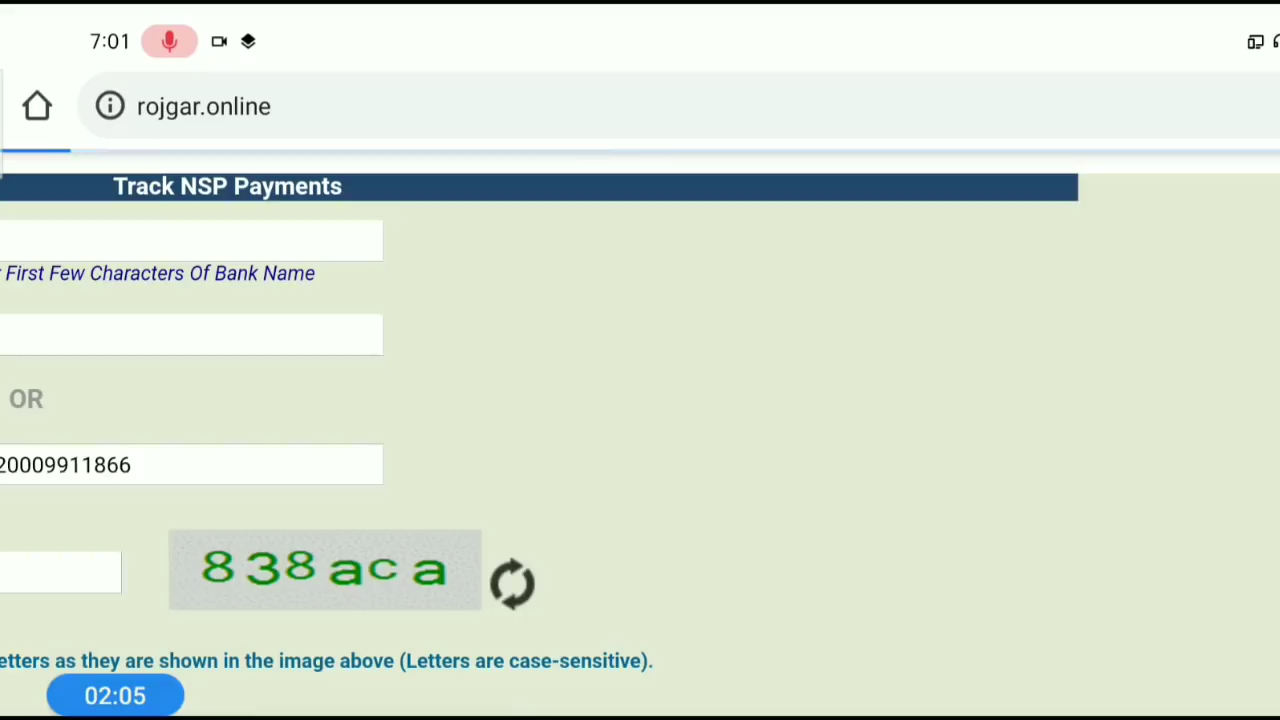 7:01
rojgar.online
Track NSP Payments
First Few Characters Of Bank Name
OR
20009911866
838aca
etters as they are shown in the image above (Letters are case-sensitive).
02:05